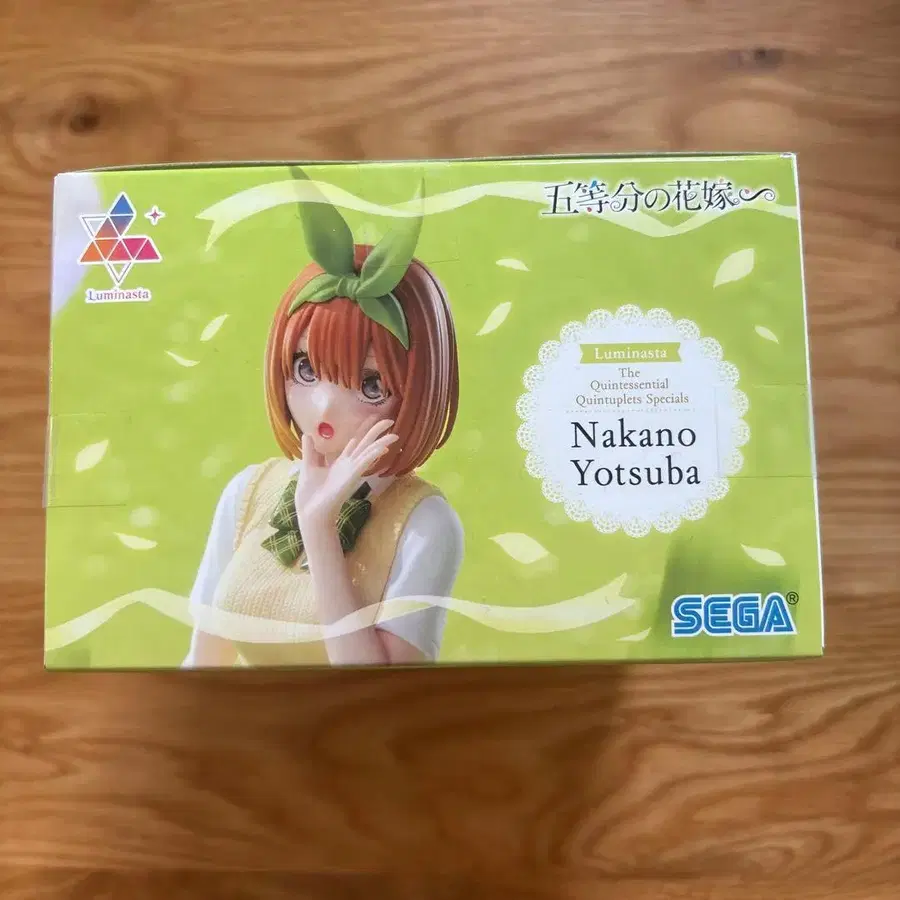 五等分の花嫁∽
Luminasta
Luminasta
The
Quintessential
Quintuplets Specials
Nakano
Yotsuba
SEGA®